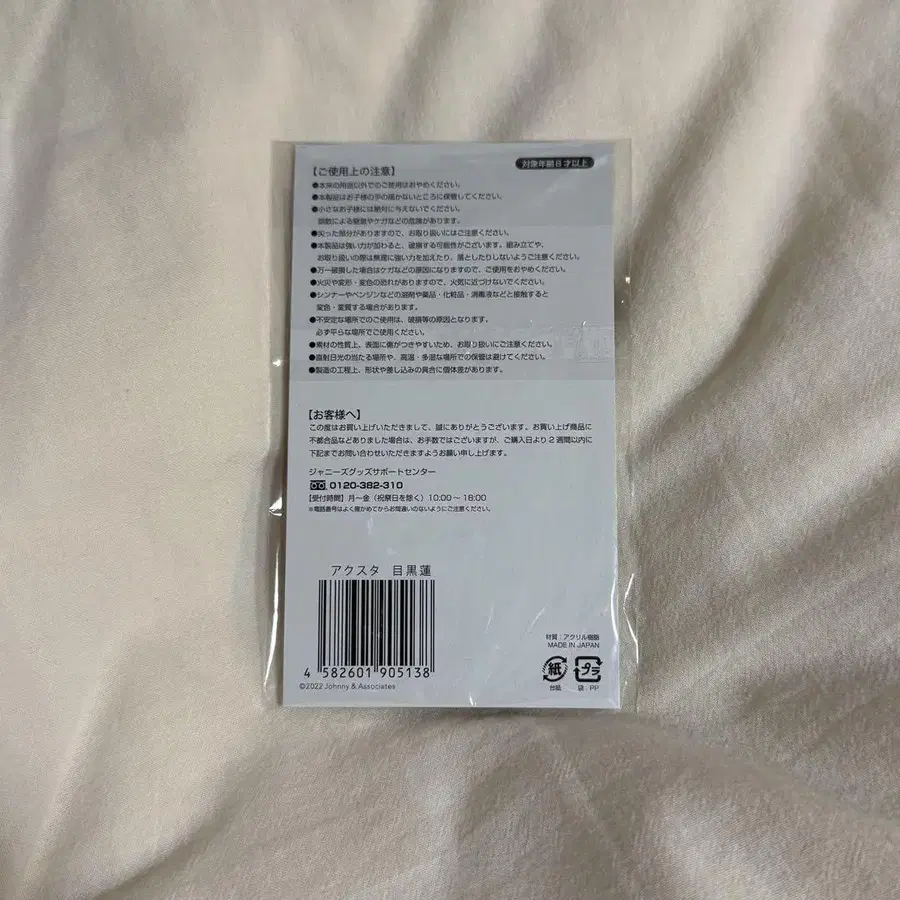 【ご使用上の注意】
対象年齢8才以上
●本来の用途以外でのご使用はおやめください。
●本製品はお子様の手の届かないところに保管してください。
●小さなお子様には絶対に与えないでください。
誤飲による窒息やケガなどの危険があります。
●尖った部分がありますので、お取り扱いにはご注意ください。
●本製品は強い力が加わると、破損する可能性がございます。組み立てや、
お取り扱いの際は無理に強い力を加えたり、落としたりしないようご注意ください。
●万一破損した場合はケガなどの原因になりますので、ご使用をおやめください。
●火災や変形・変色の恐れがありますので、火気に近づけないでください。
●シンナーやベンジンなどの溶剤や薬品・化粧品・消毒液などと接触すると
変色・変質する場合があります。
●不安定な場所でのご使用は、破損等の原因となります。
必ず平らな場所でご使用ください。
●素材の性質上、表面に傷がつきやすいため、お取り扱いにご注意ください。
●直射日光の当たる場所や、高温・多湿な場所での保管は避けてください。
●製造の工程上、形状や差し込みの具合に個体差があります。
【お客様へ】
この度はお買い上げいただきまして、誠にありがとうございます。お買い上げ商品に
不都合品などありました場合は、お手数ではございますが、ご購入日より2週間以内に
下記までお問い合わせいただきますようお願い申し上げます。
ジャニーズグッズサポートセンター
0120-382-310
【受付時間】月〜金（祝祭日を除く）10:00〜18:00
※電話番号はよく確かめてからお間違いのないようにご注意ください。
アクスタ 目黒蓮
4 582601 905138
©2022 Johnny & Associates
材質：アクリル樹脂
MADE IN JAPAN
紙 プラ
台紙 袋：PP